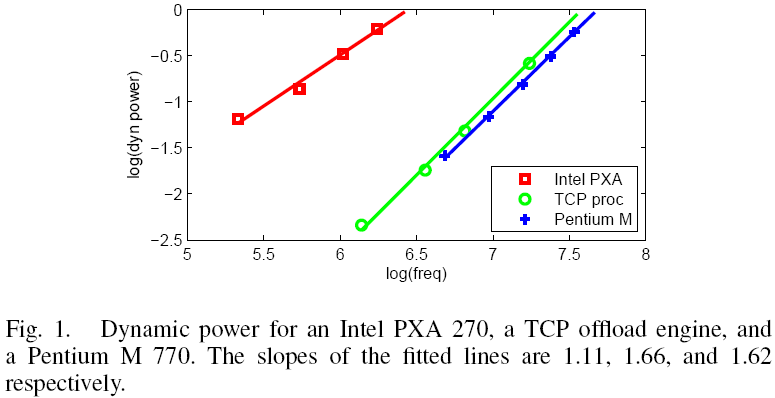 0
−0.5
−1
−1.5
−2
−2.5
log(dyn power)
5
5.5
6
6.5
7
7.5
8
log(freq)
Intel PXA
TCP proc
Pentium M
Fig. 1. Dynamic power for an Intel PXA 270, a TCP offload engine, and
a Pentium M 770. The slopes of the fitted lines are 1.11, 1.66, and 1.62
respectively.